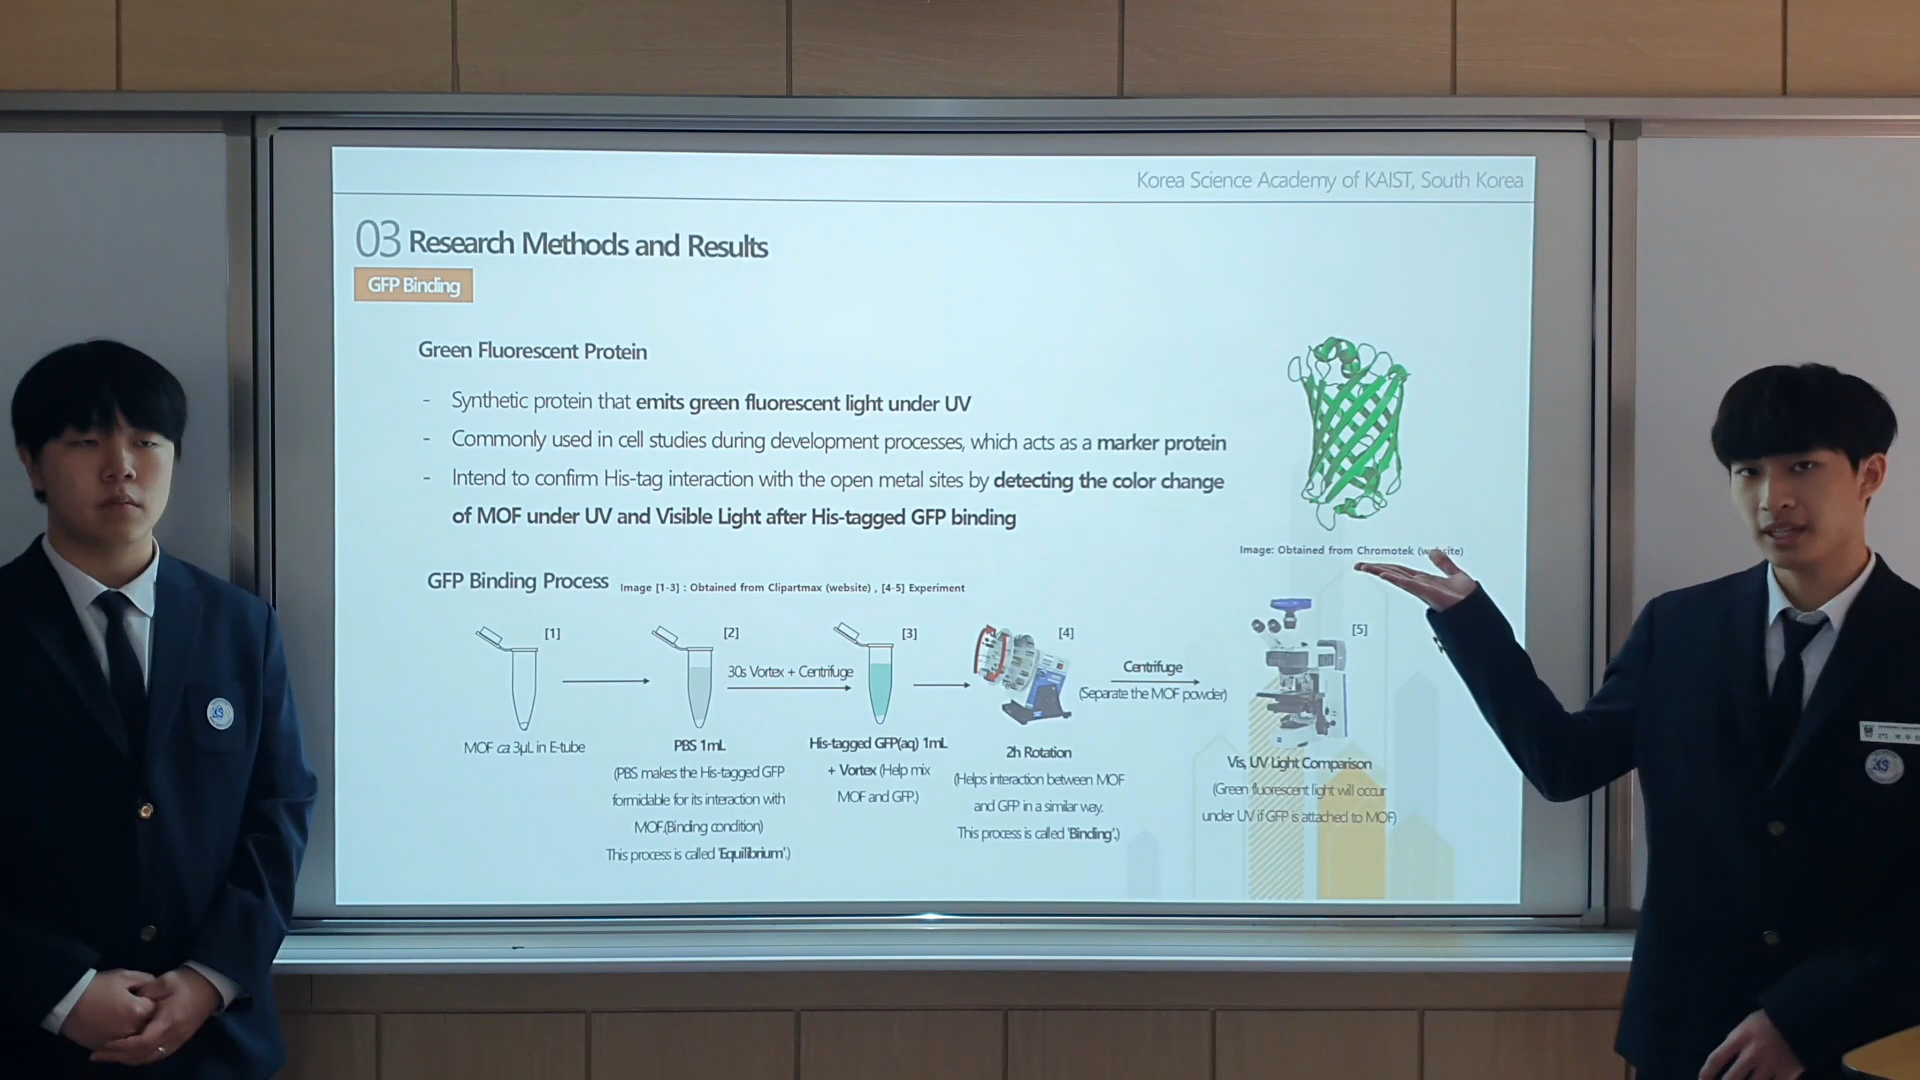 Korea Science Academy of KAIST, South Korea
03 Research Methods and Results
GFP Binding
Green Fluorescent Protein
- Synthetic protein that emits green fluorescent light under UV
- Commonly used in cell studies during development processes, which acts as a marker protein
- Intend to confirm His-tag interaction with the open metal sites by detecting the color change
of MOF under UV and Visible Light after His-tagged GFP binding
Image: Obtained from Chromotek (website)
GFP Binding Process Image [1-3] : Obtained from Clipartmax (website) , [4-5] Experiment
[1]
MOF ca 3μL in E-tube
[2]
PBS 1mL
(PBS makes the His-tagged GFP
formidable for its interaction with
MOF.(Binding condition)
This process is called 'Equilibrium'.)
30s Vortex + Centrifuge
[3]
His-tagged GFP(aq) 1mL
+ Vortex (Help mix
MOF and GFP.)
[4]
2h Rotation
(Helps interaction between MOF
and GFP in a similar way.
This process is called 'Binding'.)
Centrifuge
(Separate the MOF powder)
[5]
Vis, UV Light Comparison
(Green fluorescent light will occur
under UV if GFP is attached to MOF)